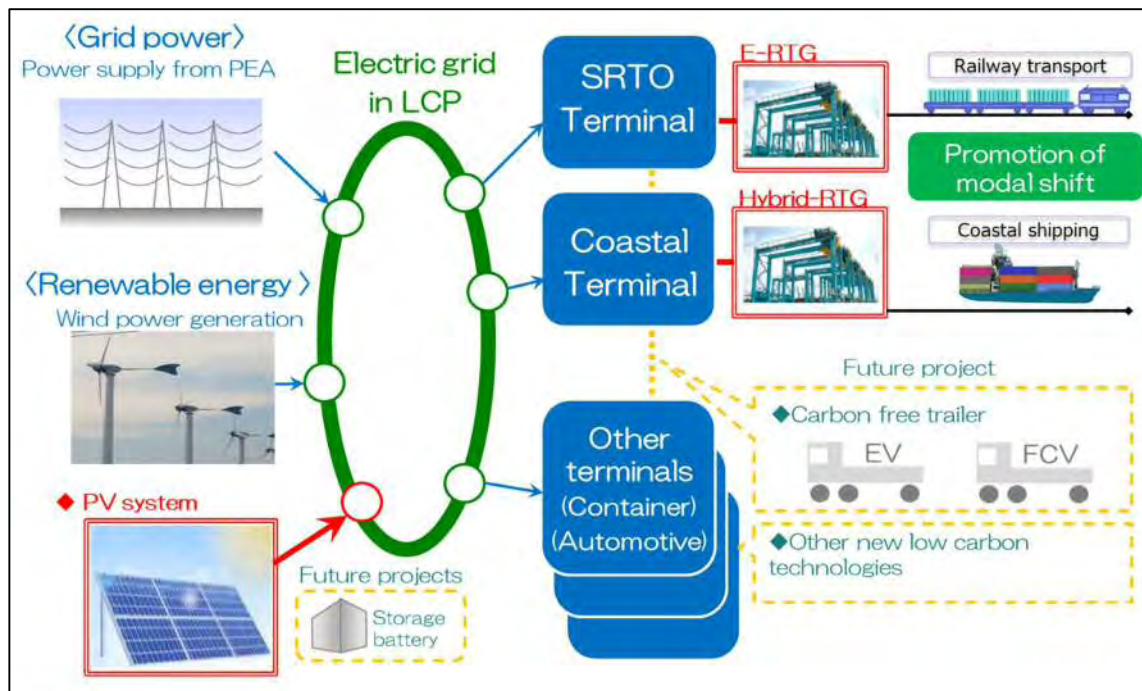 〈Grid power〉
Power supply from PEA
Electric grid
in LCP
SRTO
Terminal
E-RTG
Railway transport
Promotion of
modal shift
Coastal
Terminal
Hybrid-RTG
Coastal shipping
〈Renewable energy 〉
Wind power generation
Future project
◆Carbon free trailer
EV
FCV
Other
terminals
(Container)
(Automotive)
◆Other new low carbon
technologies
◆ PV system
Future projects
Storage
battery